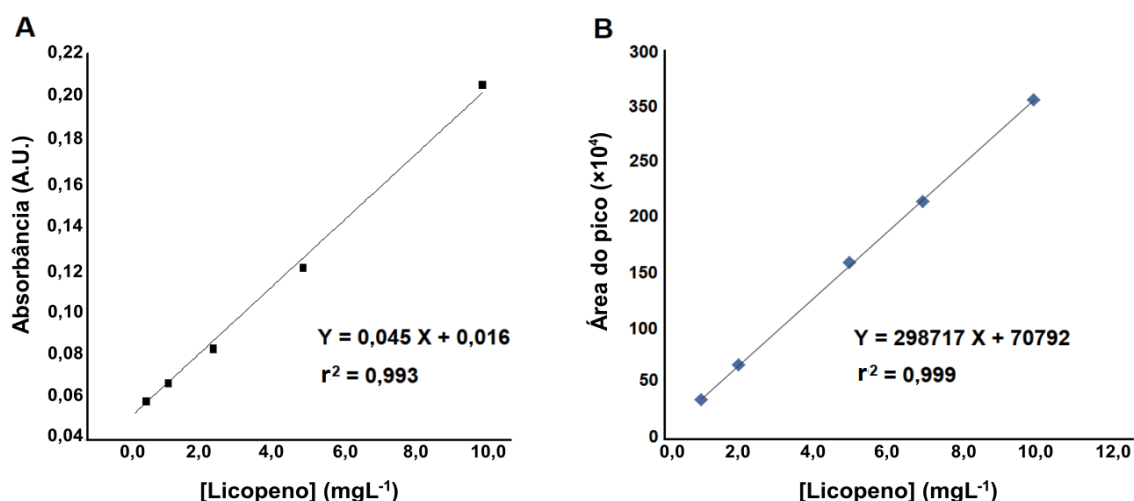 A
0,22
0,20
0,18
0,16
0,14
0,12
0,10
0,08
0,06
0,04
Absorbância (A.U.)
Y = 0,045 X + 0,016
r² = 0,993
0,0 2,0 4,0 6,0 8,0 10,0
[Licopeno] (mgL⁻¹)
B
300
350
250
200
150
100
50
0
Área do pico (×10⁴)
Y = 298717 X + 70792
r² = 0,999
0,0 2,0 4,0 6,0 8,0 10,0 12,0
[Licopeno] (mgL⁻¹)